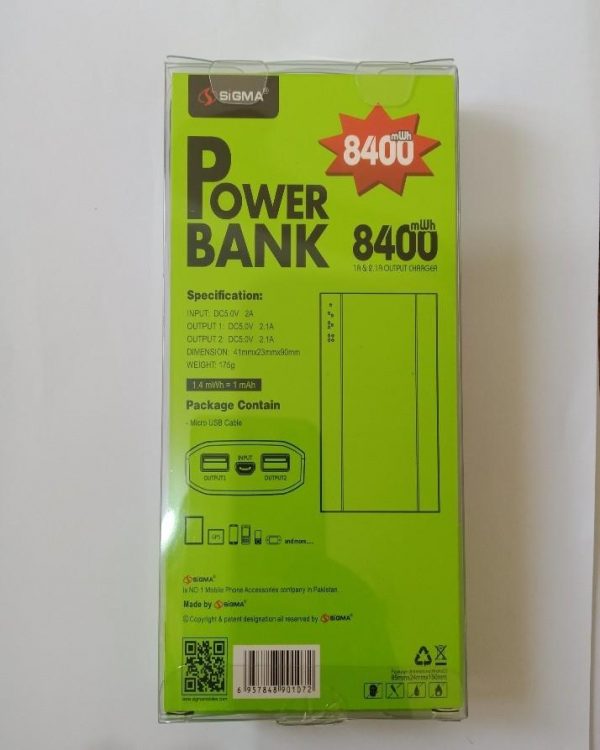 SiGMA®
8400 mWh
POWER
BANK
8400 mWh
1A & 2.1A OUTPUT CHARGER
Specification:
INPUT: DC5.0V 2A
OUTPUT 1: DC5.0V 2.1A
OUTPUT 2: DC5.0V 2.1A
DIMENSION: 41mmx23mmx90mm
WEIGHT: 175g
1.4 mWh = 1 mAh
Package Contain
- Micro USB Cable
INPUT
OUTPUT1 OUTPUT2
and more....
SiGMA®
Is NO.1 Mobile Phone Accessories company in Pakistan.
Made by SiGMA®
© Copyright & patent designation all reserved by SiGMA®
6 957848 901072